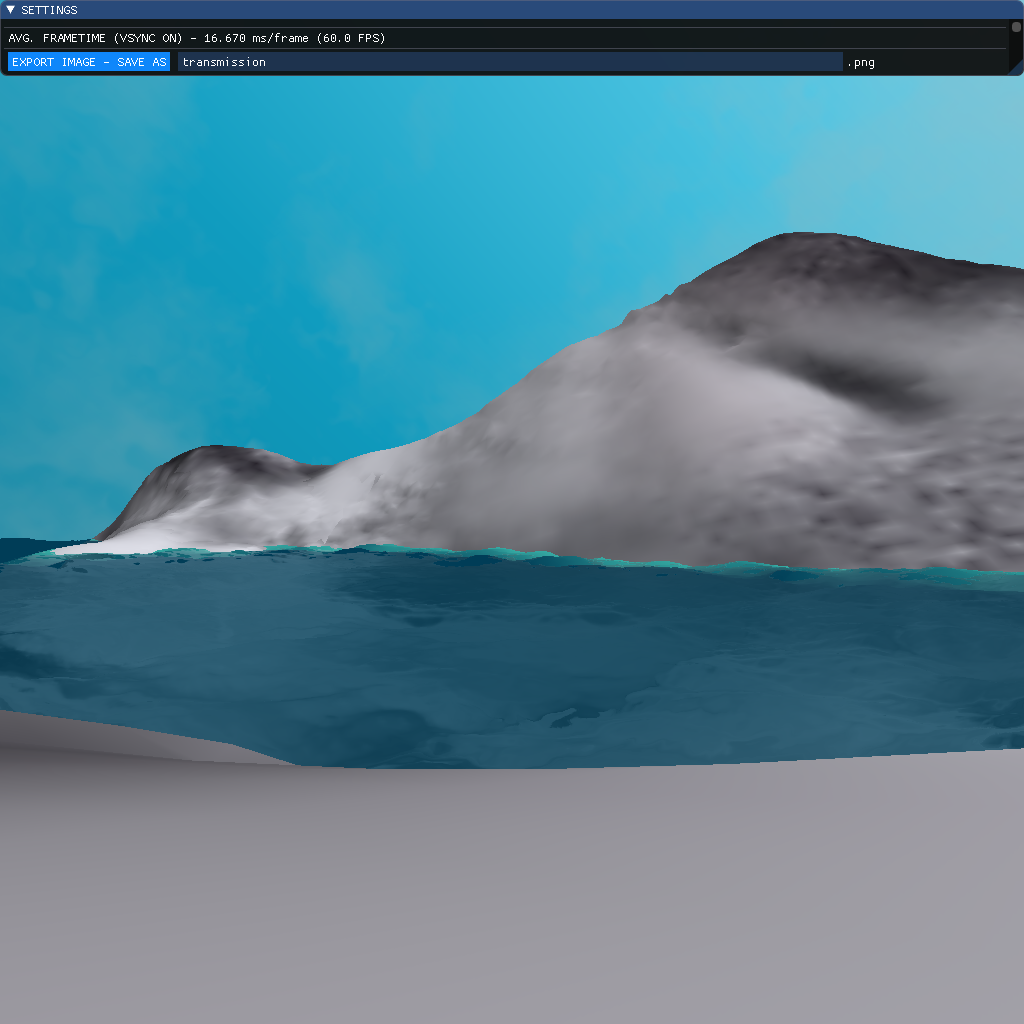 SETTINGS
AVG. FRAMETIME (VSYNC ON) - 16.670 ms/frame (60.0 FPS)
EXPORT IMAGE - SAVE AS transmission .png